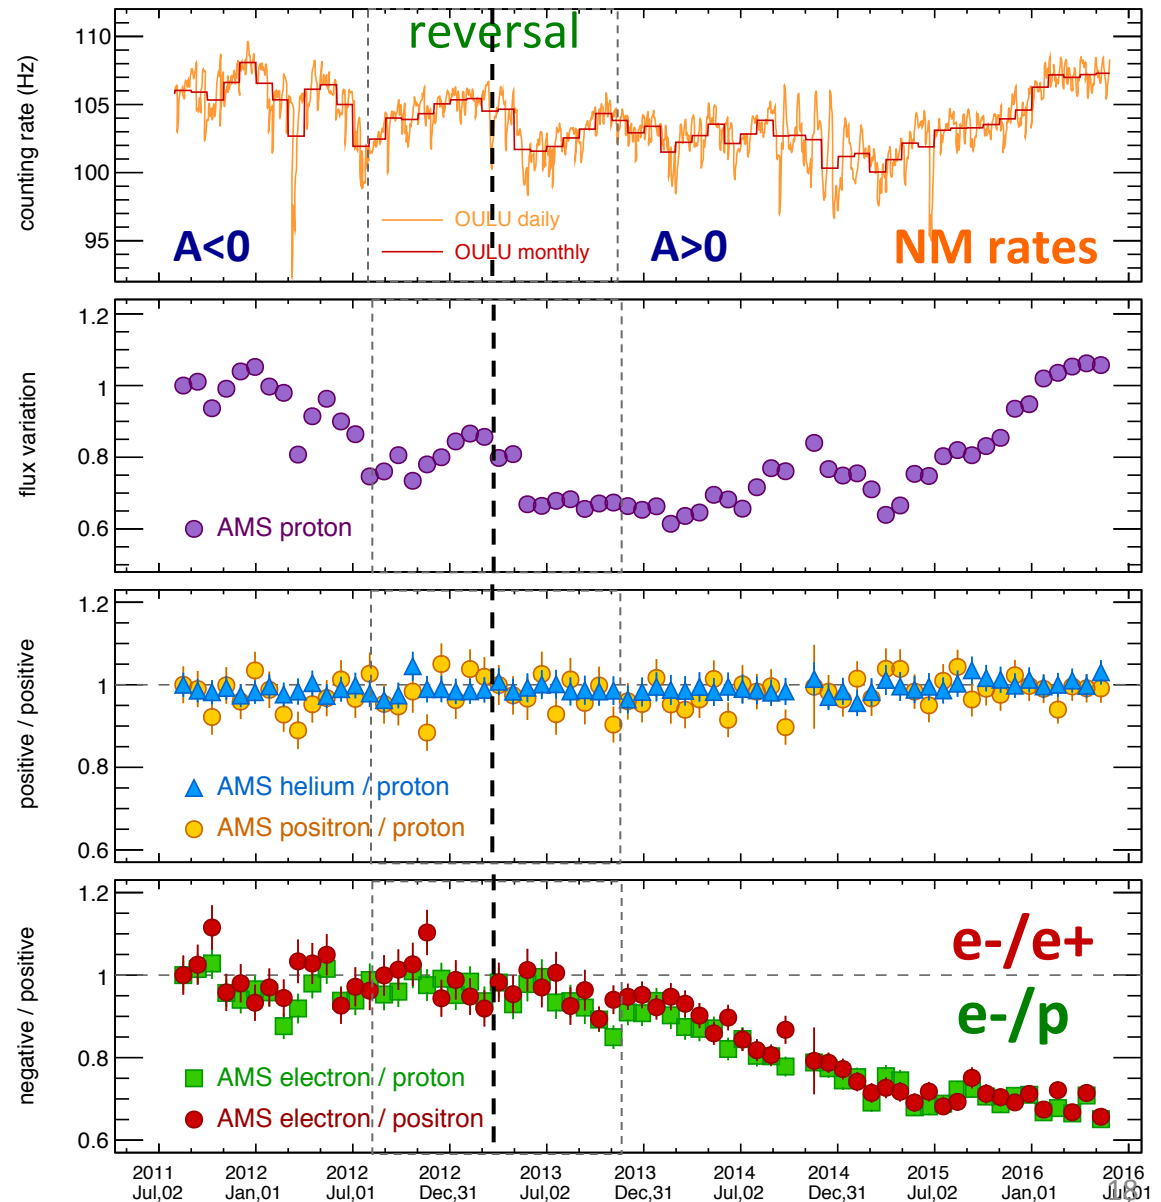 reversal
110
105
100
95
counting rate (Hz)
OULU daily
OULU monthly
A<0
A>0
NM rates
1.2
1
0.8
0.6
flux variation
AMS proton
1.2
1
0.8
0.6
positive / positive
AMS helium / proton
AMS positron / proton
1.2
1
0.8
0.6
negative / positive
e-/e+
e-/p
AMS electron / proton
AMS electron / positron
2011 2012 2012 2012 2013 2013 2014 2014 2015 2016 2016
Jul,02 Jan,01 Jul,01 Dec,31 Jul,02 Dec,31 Jul,02 Dec,31 Jul,02 Jan,01 Jul,01
18